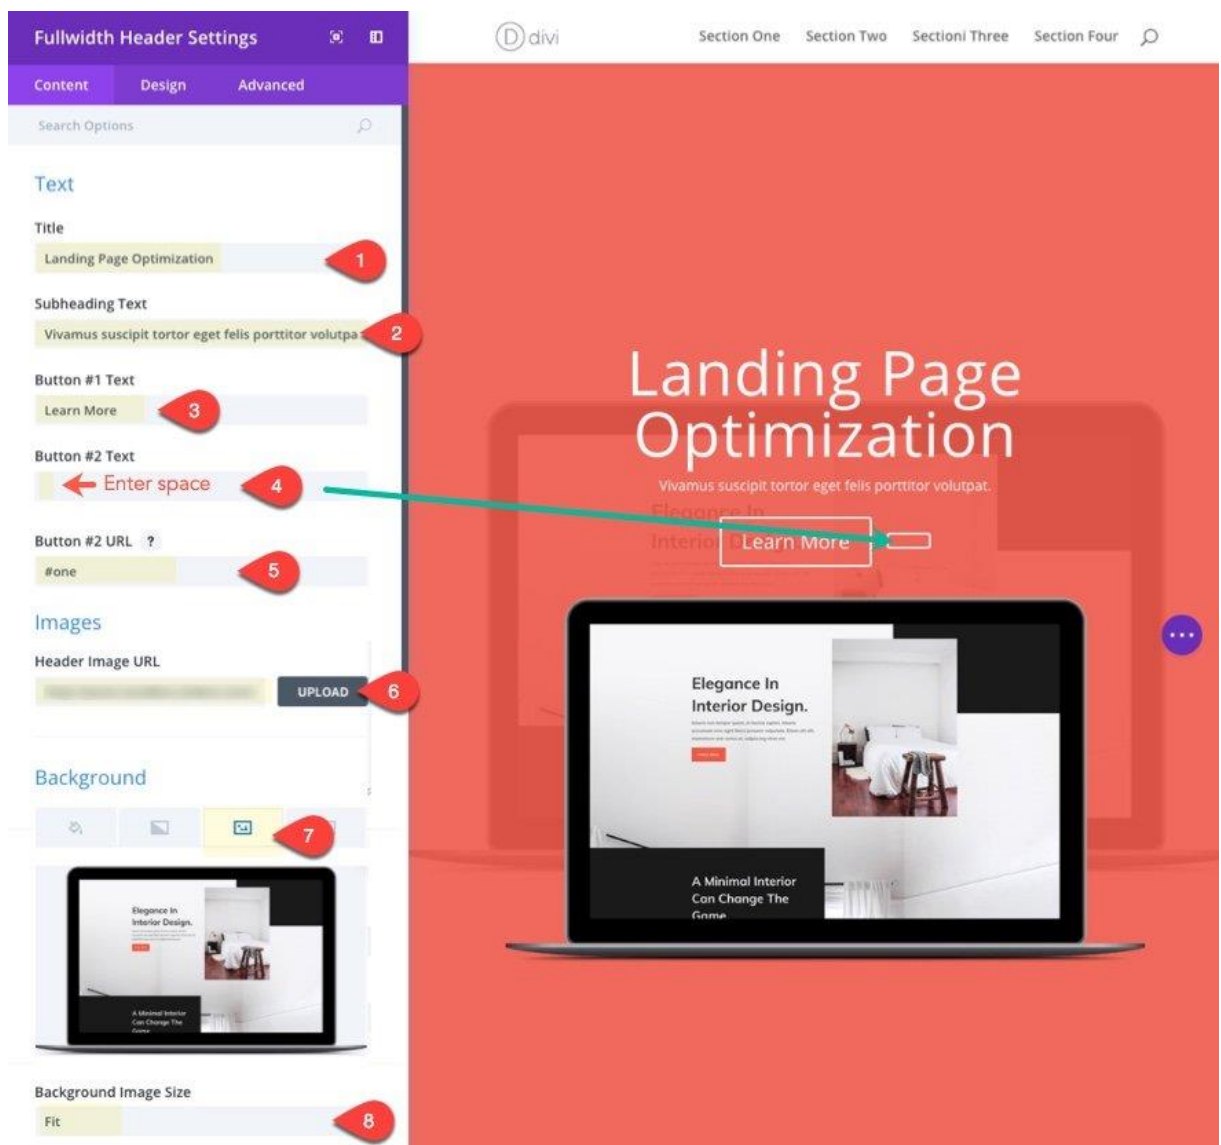 Fullwidth Header Settings
Content Design Advanced
Search Options
Text
Title
Landing Page Optimization
1
Subheading Text
Vivamus suscipit tortor eget felis porttitor volutpa
2
Button #1 Text
Learn More
3
Button #2 Text
Enter space
4
Button #2 URL ?
#one
5
Images
Header Image URL
UPLOAD
6
Background
7
Elegance In
Interior Design.
A Minimal Interior
Can Change The
Game
Background Image Size
Fit
8
D divi
Section One Section Two Sectioni Three Section Four
Landing Page
Optimization
Vivamus suscipit tortor eget felis porttitor volutpat.
Elegance In
Interior Design.
Learn More
Elegance In
Interior Design.
A Minimal Interior
Can Change The
Game